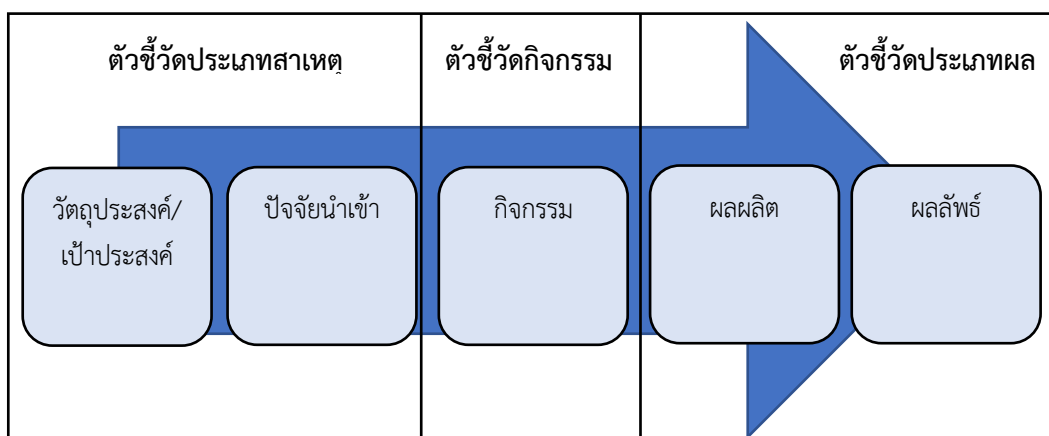 ตัวชี้วัดประเภทสาเหตุ
ตัวชี้วัดกิจกรรม
ตัวชี้วัดประเภทผล
วัตถุประสงค์/
เป้าประสงค์
ปัจจัยนำเข้า
กิจกรรม
ผลผลิต
ผลลัพธ์